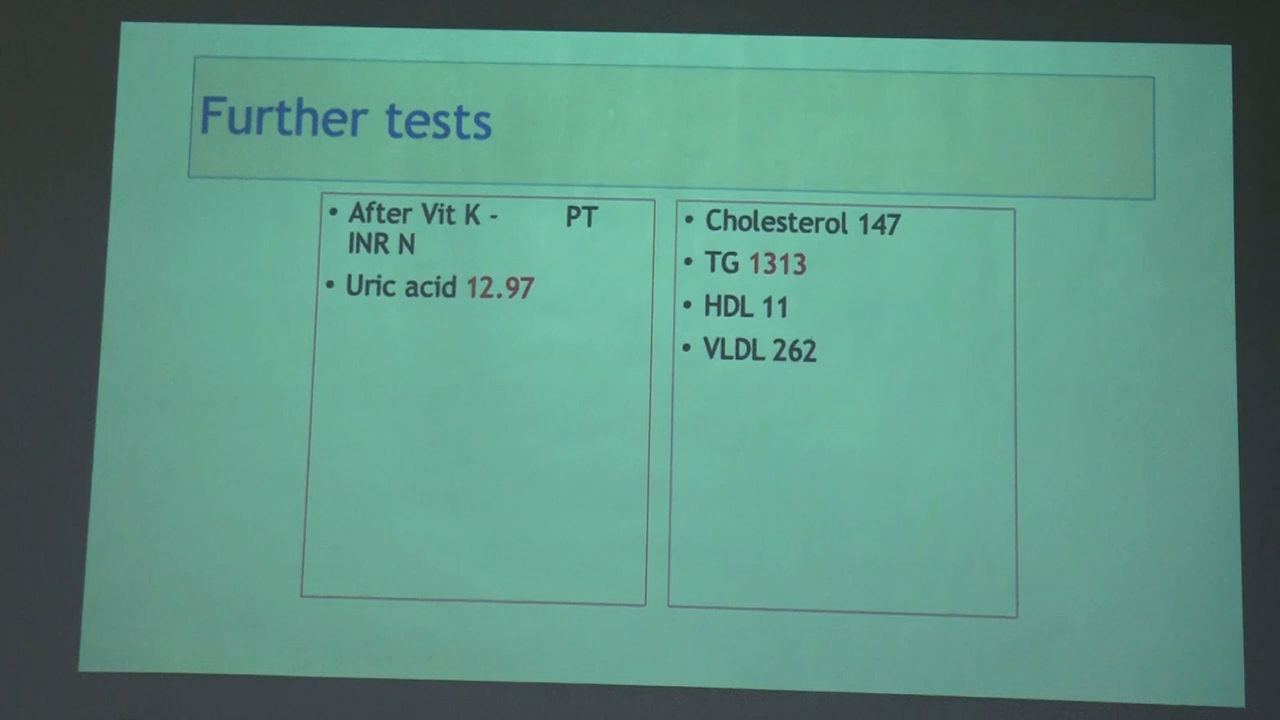 Further tests
• After Vit K - PT
INR N
• Uric acid 12.97
• Cholesterol 147
• TG 1313
• HDL 11
• VLDL 262